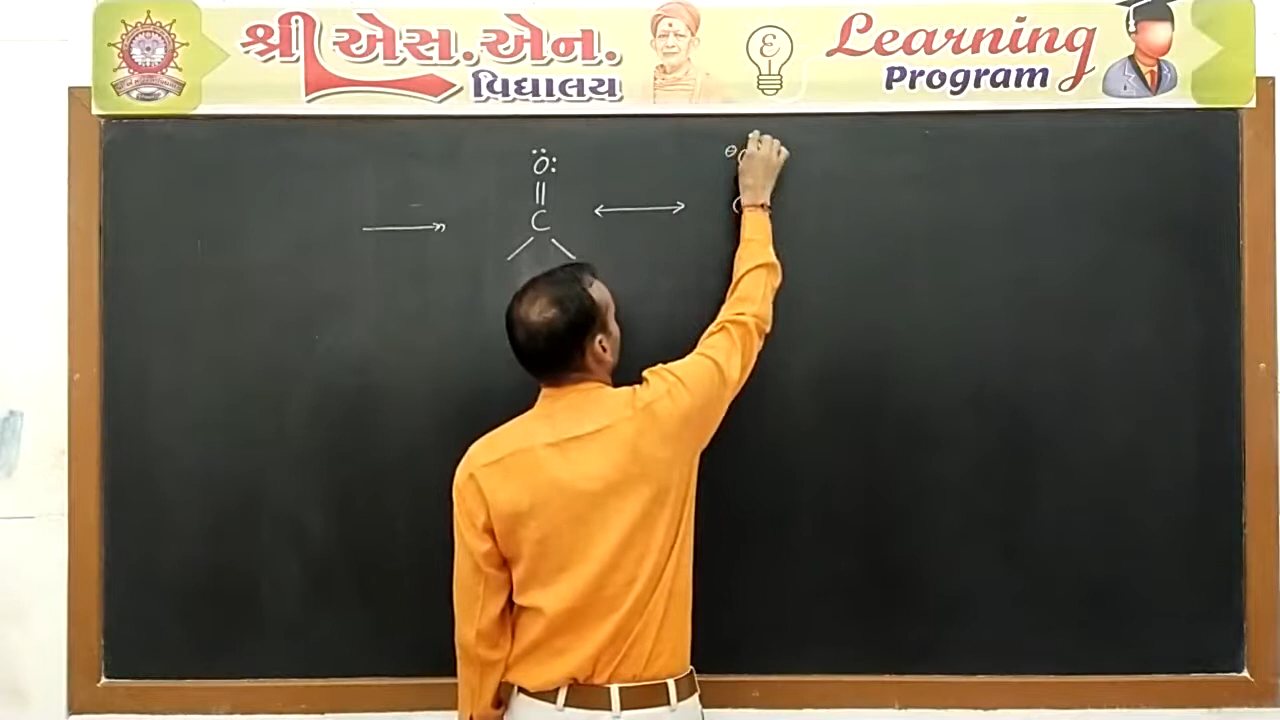 શ્રી એસ. એન.
વિદ્યાલય
ε
Learning
Program
Ö:
||
C
⊖